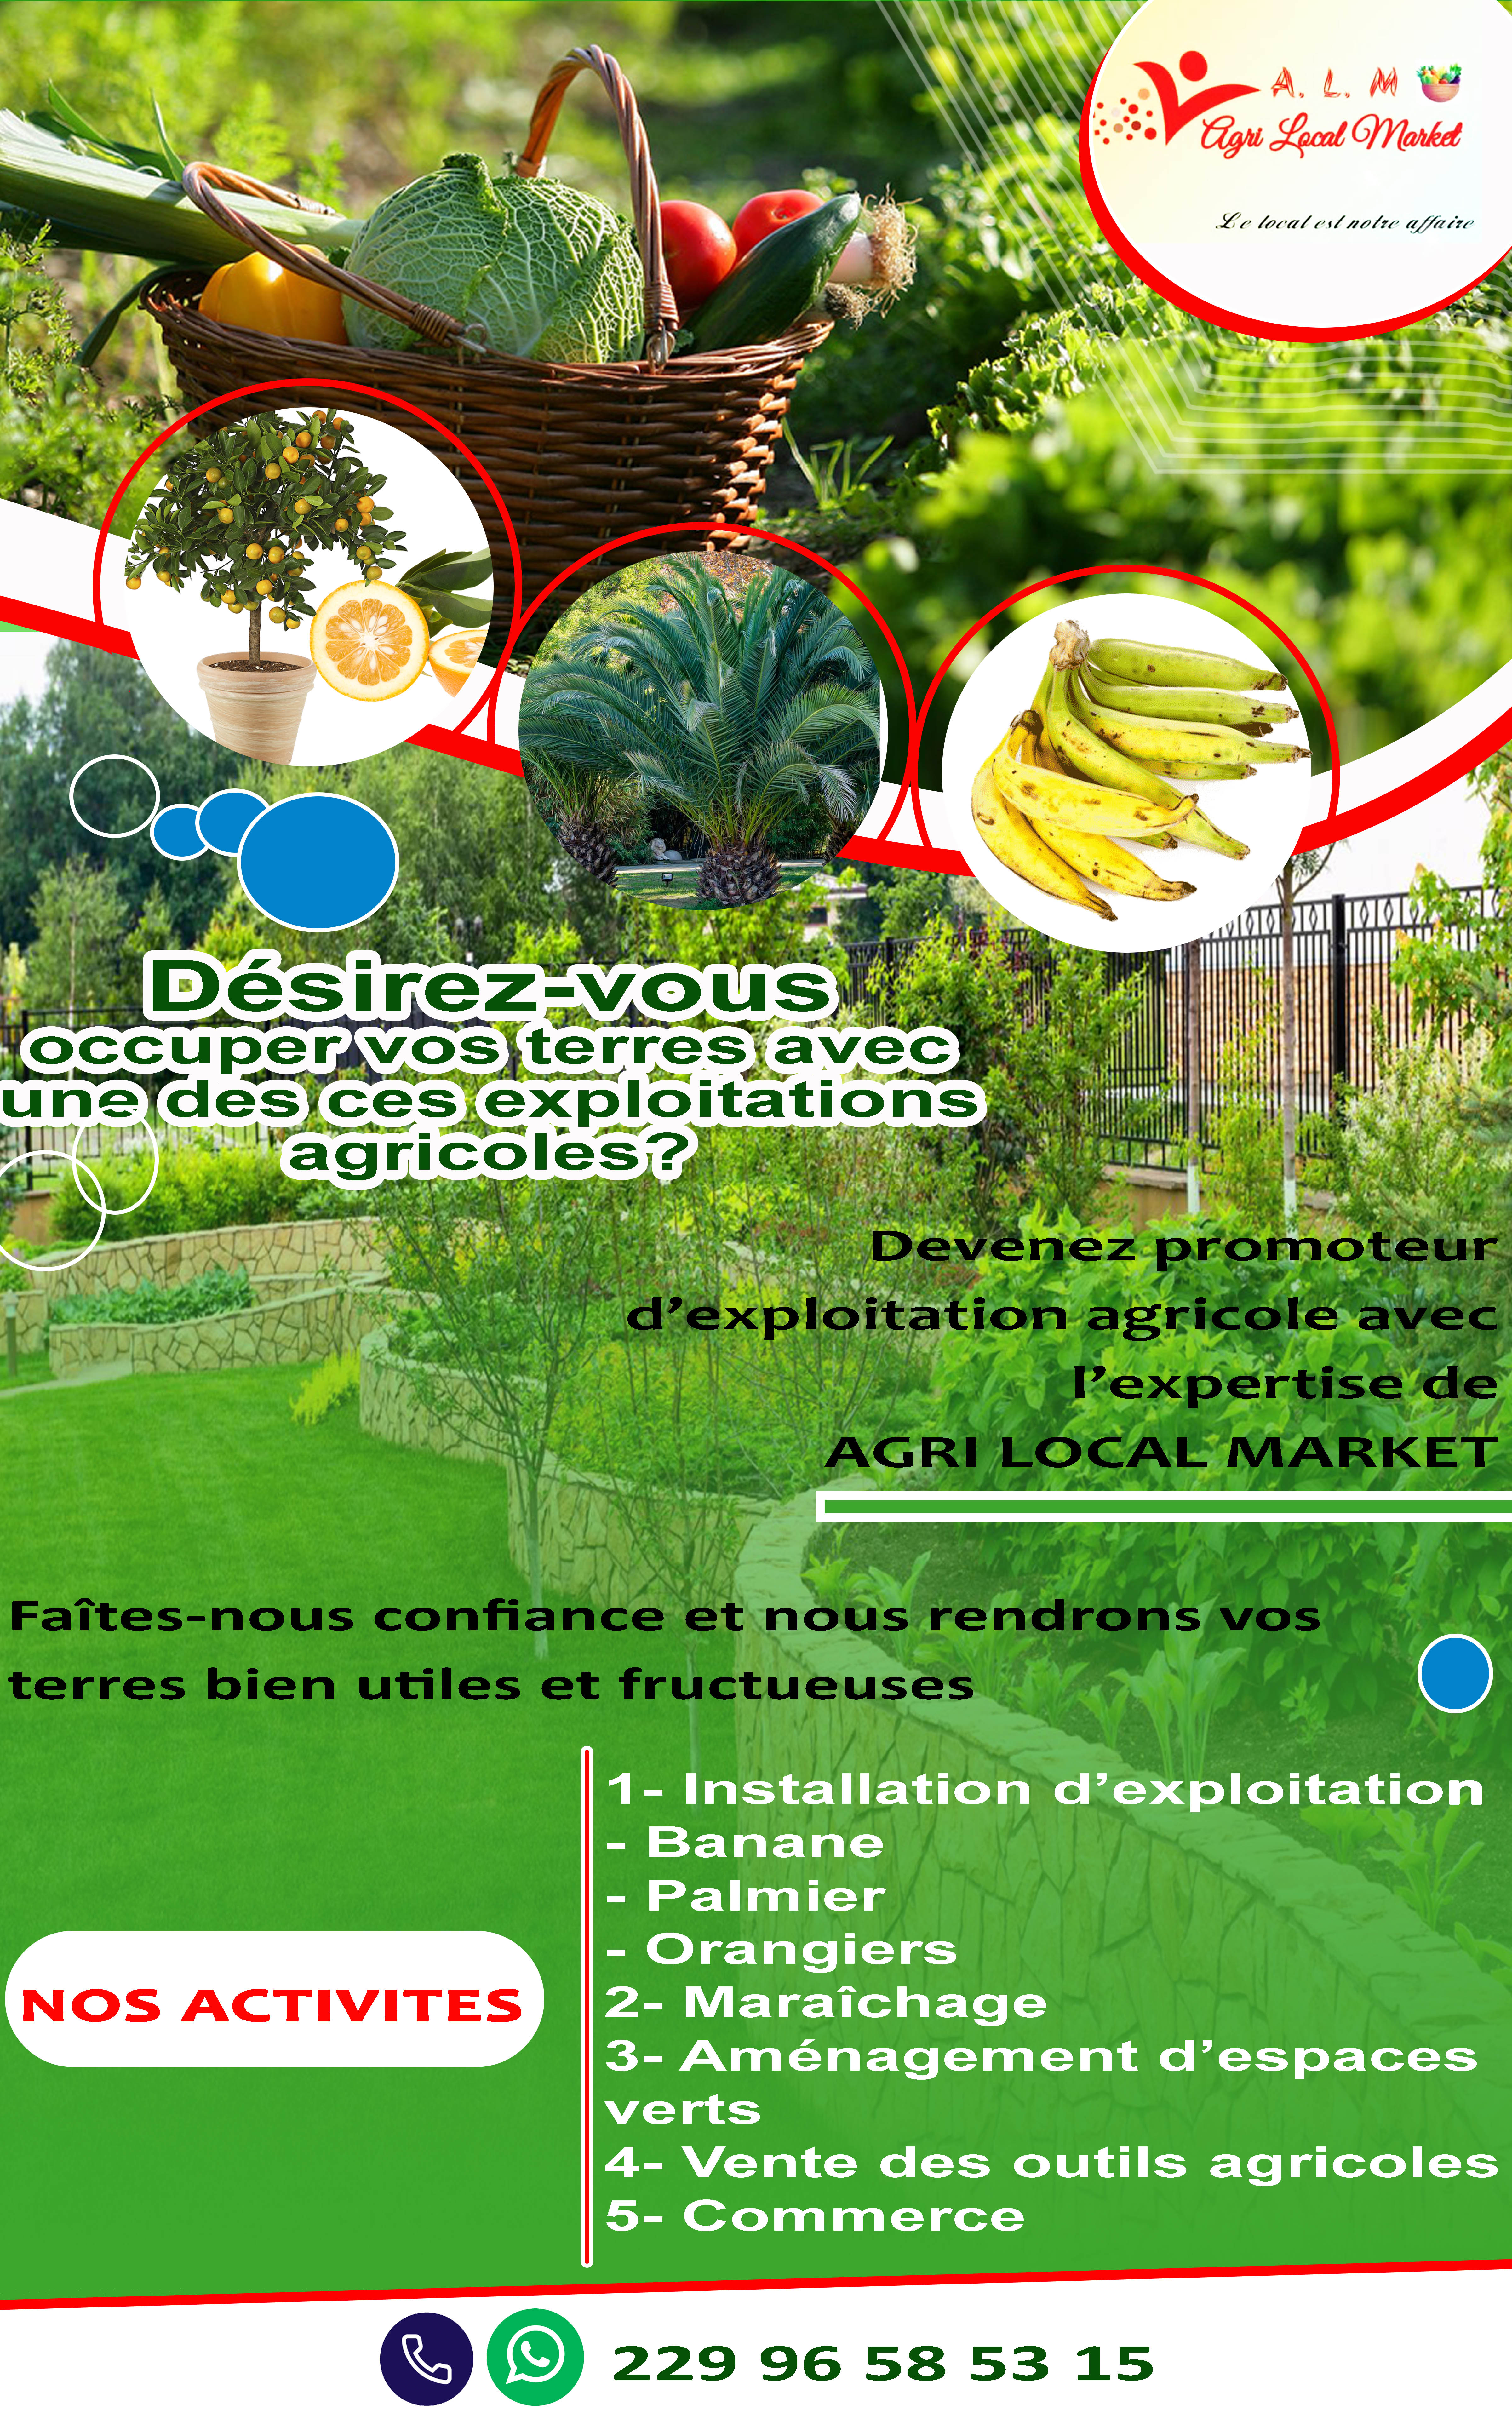 A. L. M
Agri Local Market
Le local est notre affaire
Désirez-vous
occuper vos terres avec
une des ces exploitations
agricoles?
Devenez promoteur
d’exploitation agricole avec
l’expertise de
AGRI LOCAL MARKET
Faîtes-nous confiance et nous rendrons vos
terres bien utiles et fructueuses
NOS ACTIVITES
1- Installation d’exploitation
- Banane
- Palmier
- Orangiers
2- Maraîchage
3- Aménagement d’espaces
verts
4- Vente des outils agricoles
5- Commerce
229 96 58 53 15